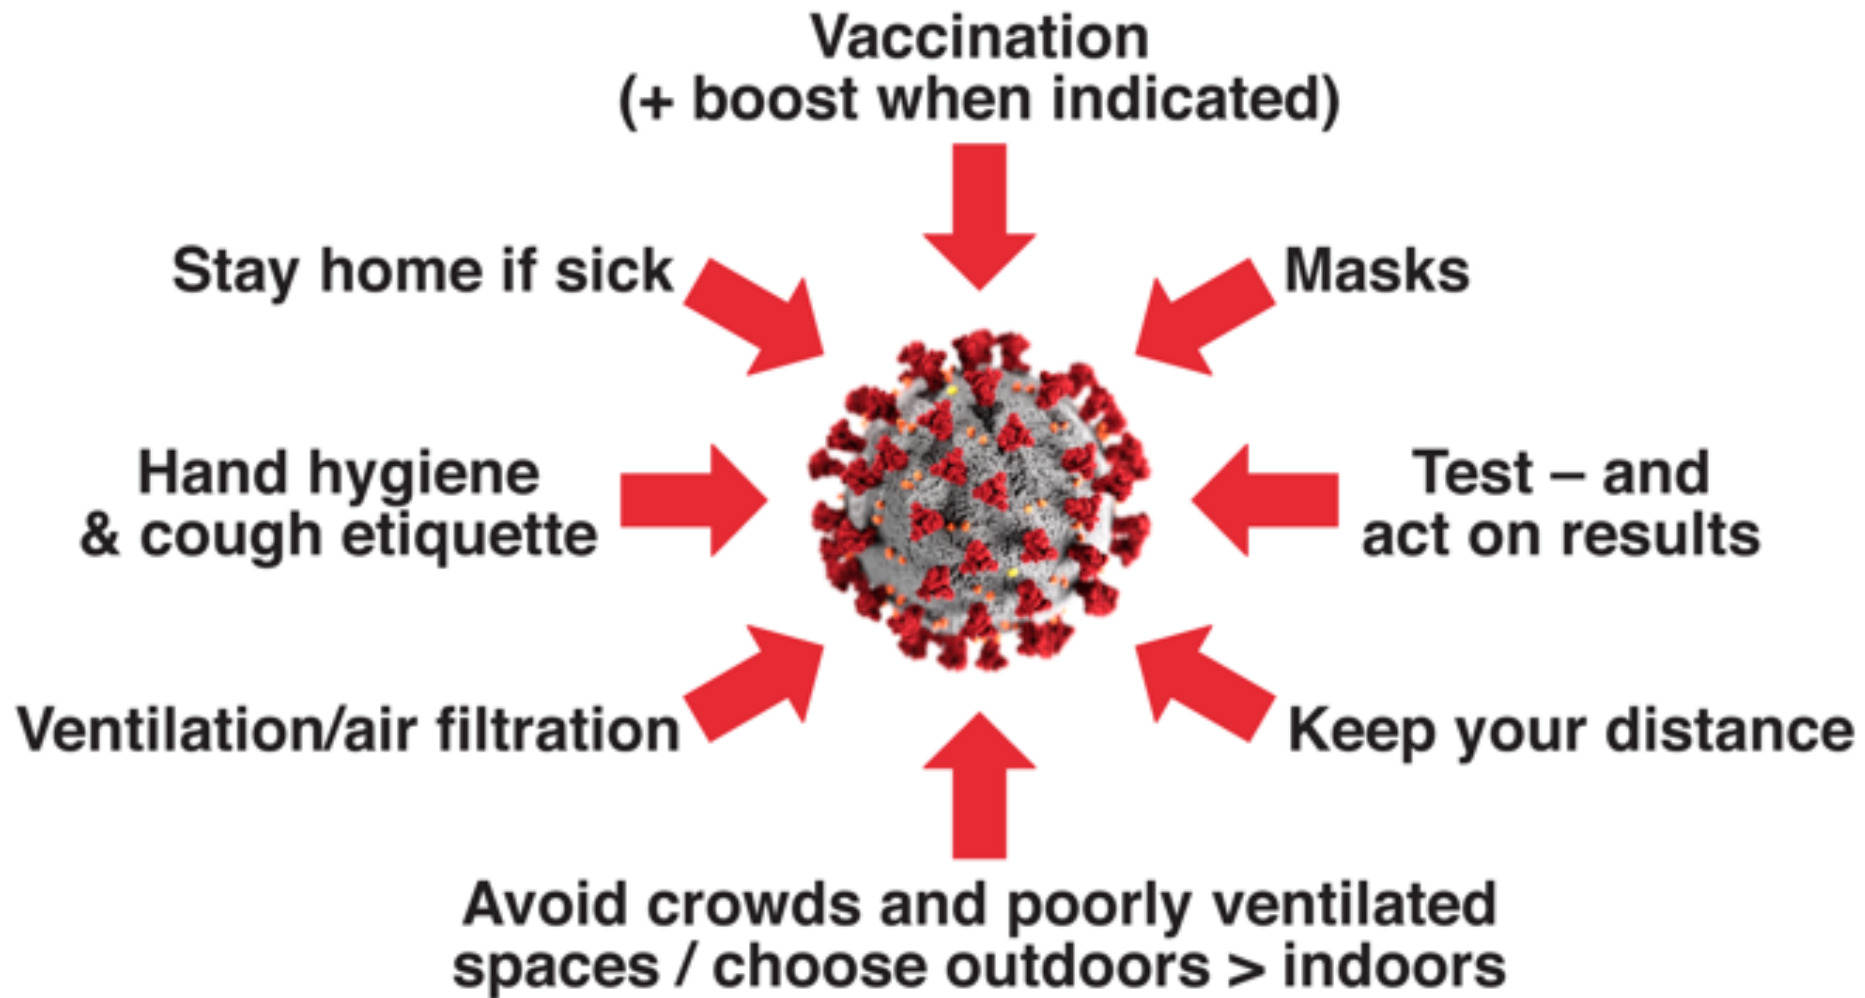 Vaccination
(+ boost when indicated)
Stay home if sick
Masks
Hand hygiene
& cough etiquette
Test – and
act on results
Ventilation/air filtration
Keep your distance
Avoid crowds and poorly ventilated
spaces / choose outdoors > indoors